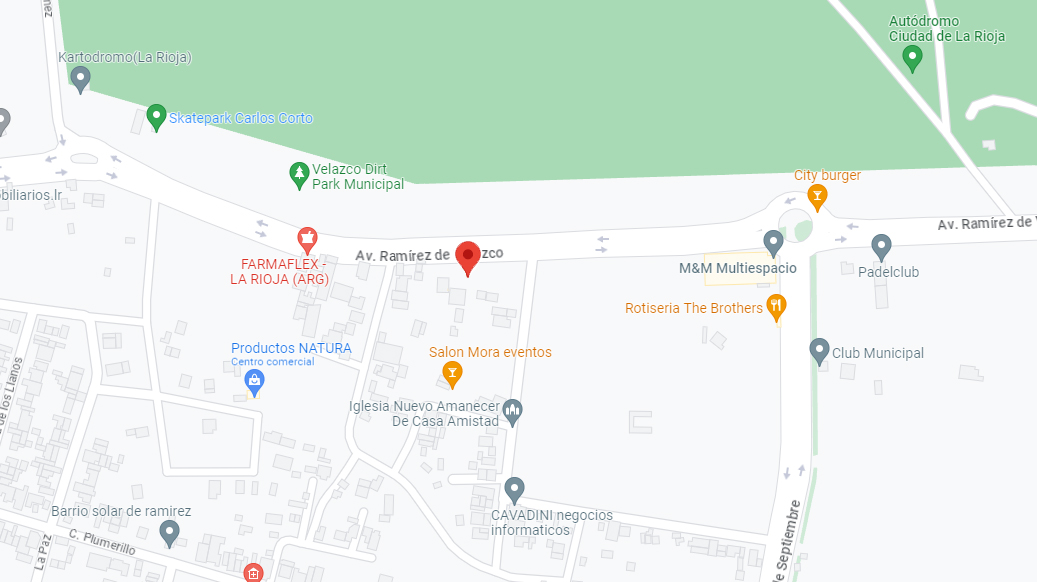 Autódromo
Ciudad de La Rioja
Kartodromo(La Rioja)
Skatepark Carlos Corto
Velazco Dirt
Park Municipal
City burger
biliarios.lr
Av. Ramírez de
Av. Ramírez de
zco
FARMAFLEX -
LA RIOJA (ARG)
M&M Multiespacio
Padelclub
Rotiseria The Brothers
Productos NATURA
Centro comercial
Salon Mora eventos
Club Municipal
Iglesia Nuevo Amanecer
De Casa Amistad
de los Llanos
CAVADINI negocios
informaticos
Barrio solar de ramirez
C. Plumerillo
La Paz
de Septiembre